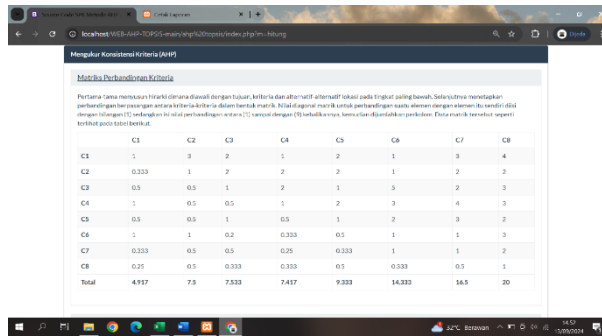 Cetak Laporan
localhost/WEB-AHP-TOPSIS-main/ahp%20topsis/index.php?m=hitung
Mengukur Konsistensi Kriteria (AHP)
Matriks Perbandingan Kriteria
Pertama-tama menyusun hirarki dimana diawali dengan tujuan, kriteria dan alternatif-alternatif lokasi pada tingkat paling bawah. Selanjutnya menetapkan
perbandingan berpasangan antara kriteria-kriteria dalam bentuk matrik. Nilai diagonal matrik untuk perbandingan suatu elemen dengan elemen itu sendiri diisi
dengan bilangan (1) sedangkan isi nilai perbandingan antara (1) sampai dengan (9) kebalikannya, kemudian dijumlahkan perkolom. Data matrik tersebut seperti
terlihat pada tabel berikut.
C1 C2 C3 C4 C5 C6 C7 C8
C1 1 3 2 1 2 1 3 4
C2 0.333 1 2 2 2 1 2 2
C3 0.5 0.5 1 2 1 5 2 3
C4 1 0.5 0.5 1 2 3 4 3
C5 0.5 0.5 1 0.5 1 2 3 2
C6 1 1 0.2 0.333 0.5 1 1 3
C7 0.333 0.5 0.5 0.25 0.333 1 1 2
C8 0.25 0.5 0.333 0.333 0.5 0.333 0.5 1
Total 4.917 7.5 7.533 7.417 9.333 14.333 16.5 20
32°C Berawan
14.52
15/09/2024